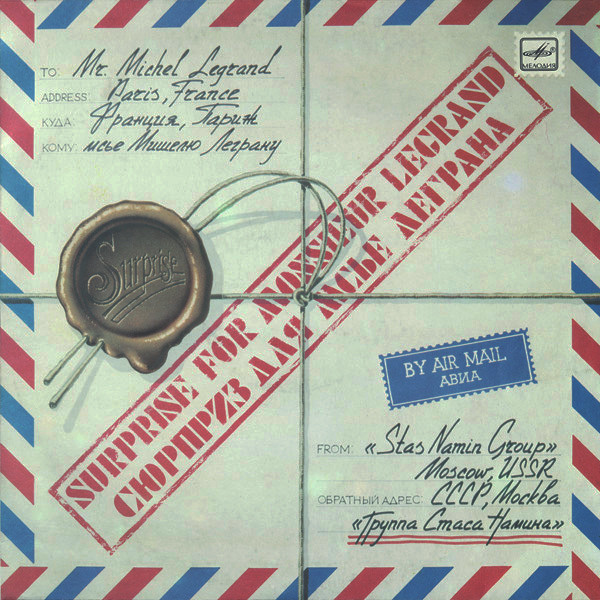 TO: Mr. Michel Legrand
ADDRESS: Paris, France
КУДА: Франция, Париж
КОМУ: мсье Мишелю Леграну
МЕЛОДИЯ
SURPRISE FOR MONSIEUR LEGRAND
СЮРПРИЗ ДЛЯ МСЬЕ ЛЕГРАНА
Surprise
BY AIR MAIL
АВИА
FROM: «Stas Namin Group»
Moscow, USSR
ОБРАТНЫЙ АДРЕС: СССР, Москва
«Группа Стаса Намина»